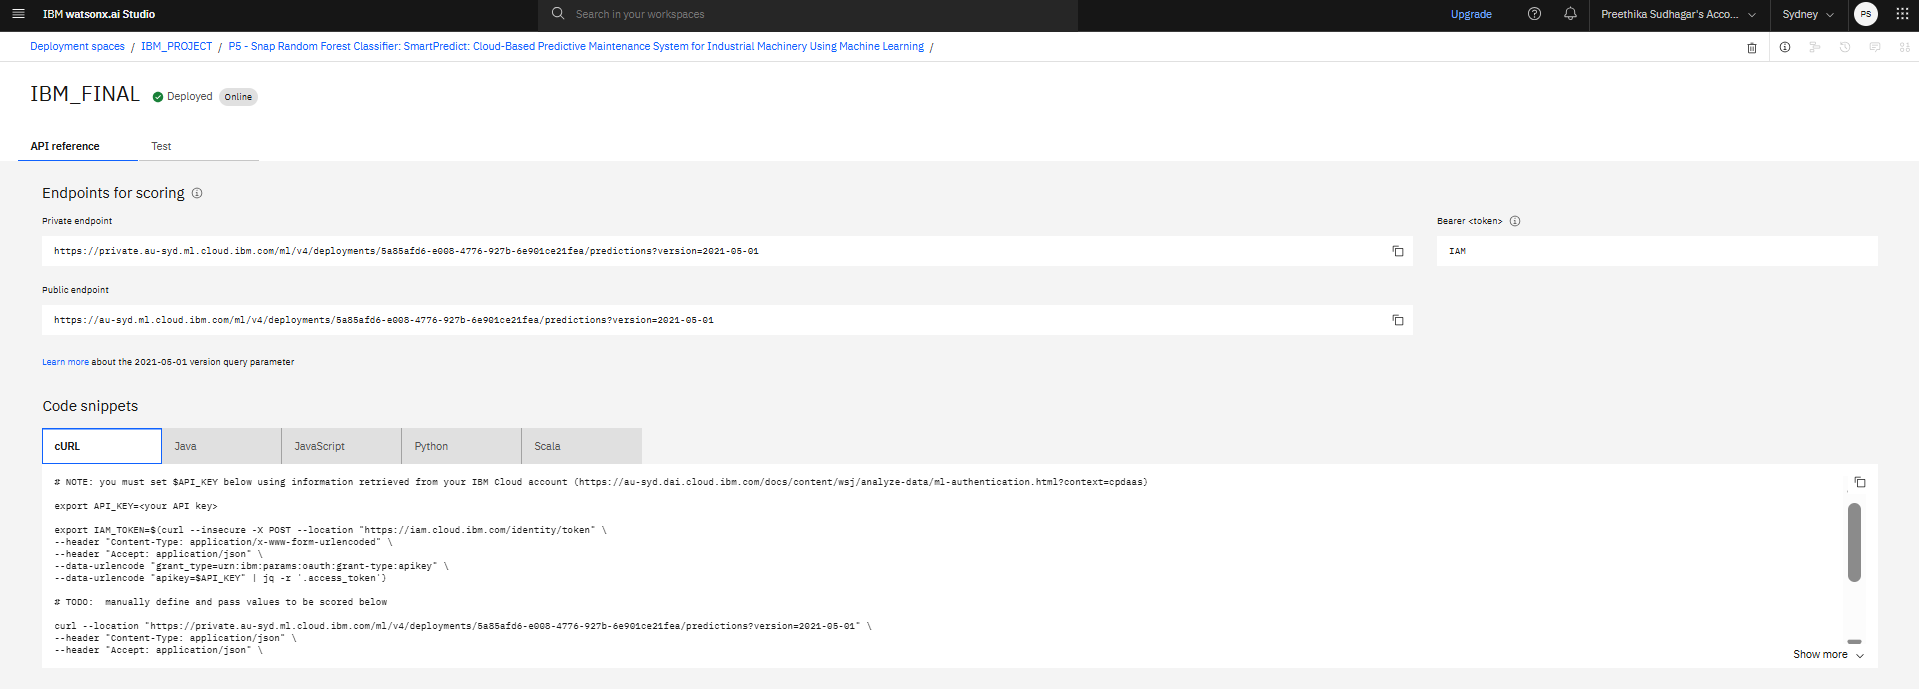 IBM watsonx.ai Studio
Search in your workspaces
Upgrade
Preethika Sudhagar's Acco...
Sydney
PS
Deployment spaces / IBM_PROJECT / P5 - Snap Random Forest Classifier: SmartPredict: Cloud-Based Predictive Maintenance System for Industrial Machinery Using Machine Learning /
IBM_FINAL
Deployed
Online
API reference
Test
Endpoints for scoring
Private endpoint
https://private.au-syd.ml.cloud.ibm.com/ml/v4/deployments/5a85afd6-e008-4776-927b-6e901ce21fea/predictions?version=2021-05-01
Bearer <token>
IAM
Public endpoint
https://au-syd.ml.cloud.ibm.com/ml/v4/deployments/5a85afd6-e008-4776-927b-6e901ce21fea/predictions?version=2021-05-01
Learn more about the 2021-05-01 version query parameter
Code snippets
cURL
Java
JavaScript
Python
Scala
# NOTE: you must set $API_KEY below using information retrieved from your IBM Cloud account (https://au-syd.dai.cloud.ibm.com/docs/content/wsj/analyze-data/ml-authentication.html?context=cpdaas)
export API_KEY=<your API key>
export IAM_TOKEN=$(curl --insecure -X POST --location "https://iam.cloud.ibm.com/identity/token" \
--header "Content-Type: application/x-www-form-urlencoded" \
--header "Accept: application/json" \
--data-urlencode "grant_type=urn:ibm:params:oauth:grant-type:apikey" \
--data-urlencode "apikey=$API_KEY" | jq -r '.access_token')
# TODO:  manually define and pass values to be scored below
curl --location "https://private.au-syd.ml.cloud.ibm.com/ml/v4/deployments/5a85afd6-e008-4776-927b-6e901ce21fea/predictions?version=2021-05-01" \
--header "Content-Type: application/json" \
--header "Accept: application/json" \
Show more